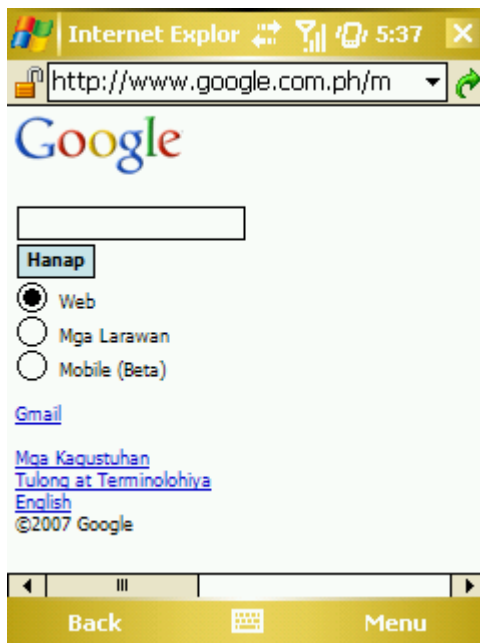 Internet Explor 5:37
http://www.google.com.ph/m
Google
Hanap
Web
Mga Larawan
Mobile (Beta)
Gmail
Mga Kagustuhan
Tulong at Terminolohiya
English
©2007 Google
Back Menu